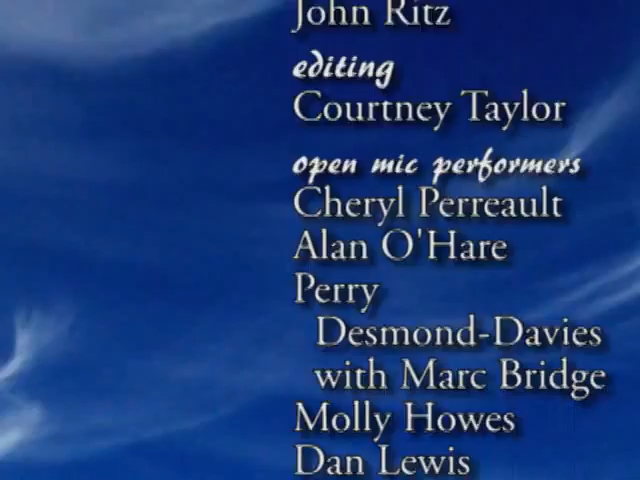 John Ritz
editing
Courtney Taylor
open mic performers
Cheryl Perreault
Alan O'Hare
Perry
Desmond-Davies
with Marc Bridge
Molly Howes
Dan Lewis